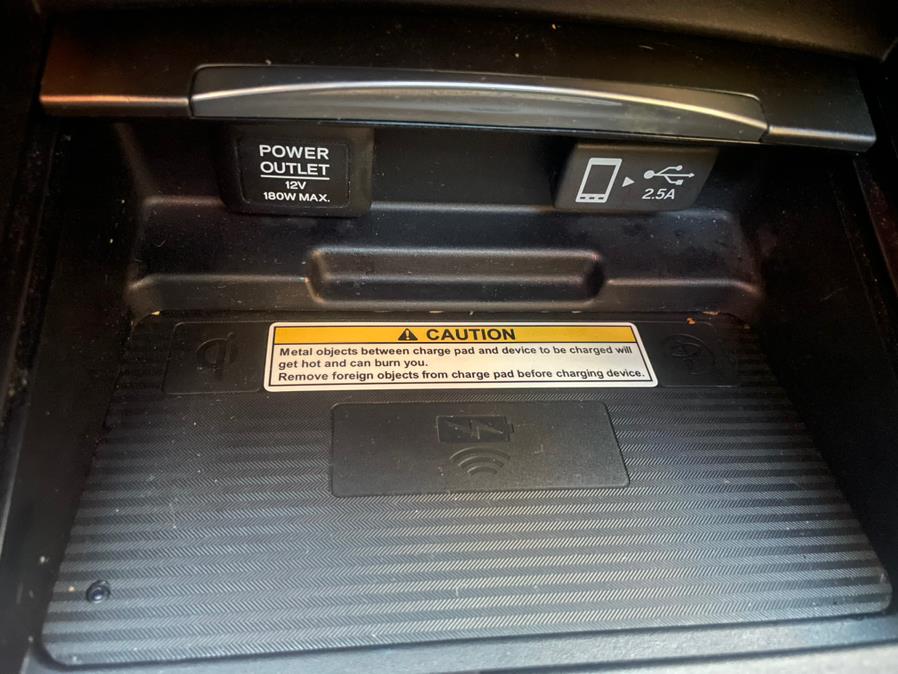 POWER
OUTLET
12V
180W MAX.
2.5A
CAUTION
Metal objects between charge pad and device to be charged will
get hot and can burn you.
Remove foreign objects from charge pad before charging device.